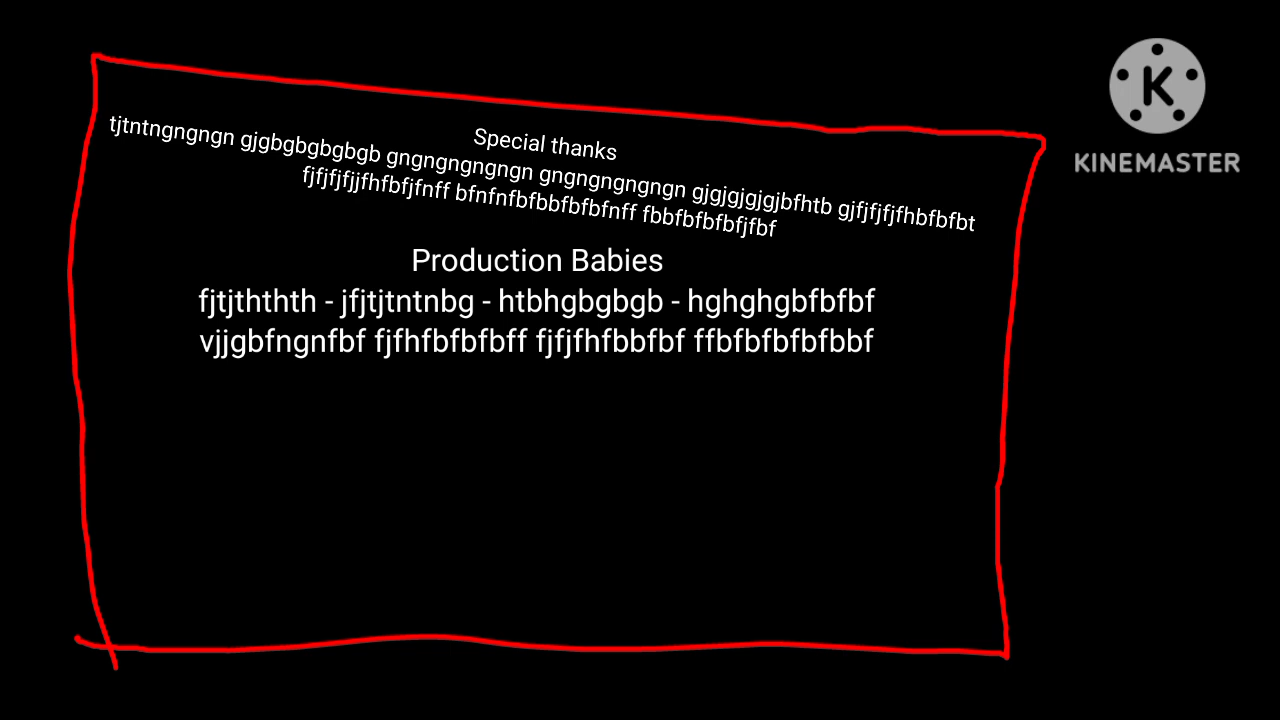 Special thanks
tjtntngngngn gjgbgbgbgbgb gngngngngngn gngngngngngn gjgjgjgjgjbfhtb gjfjfjfjfhbfbfbt
fjfjfjfjjfhfbfjfnff bfnfnfbfbbfbfbfnff fbbfbfbfbfjfbf
Production Babies
fjtjththth - jfjtjtntnbg - htbhgbgbgb - hghghgbfbfbf
vjjgbfngnfbf fjfhfbfbfbff fjfjfhfbbfbf ffbfbfbfbfbbf
KINEMASTER